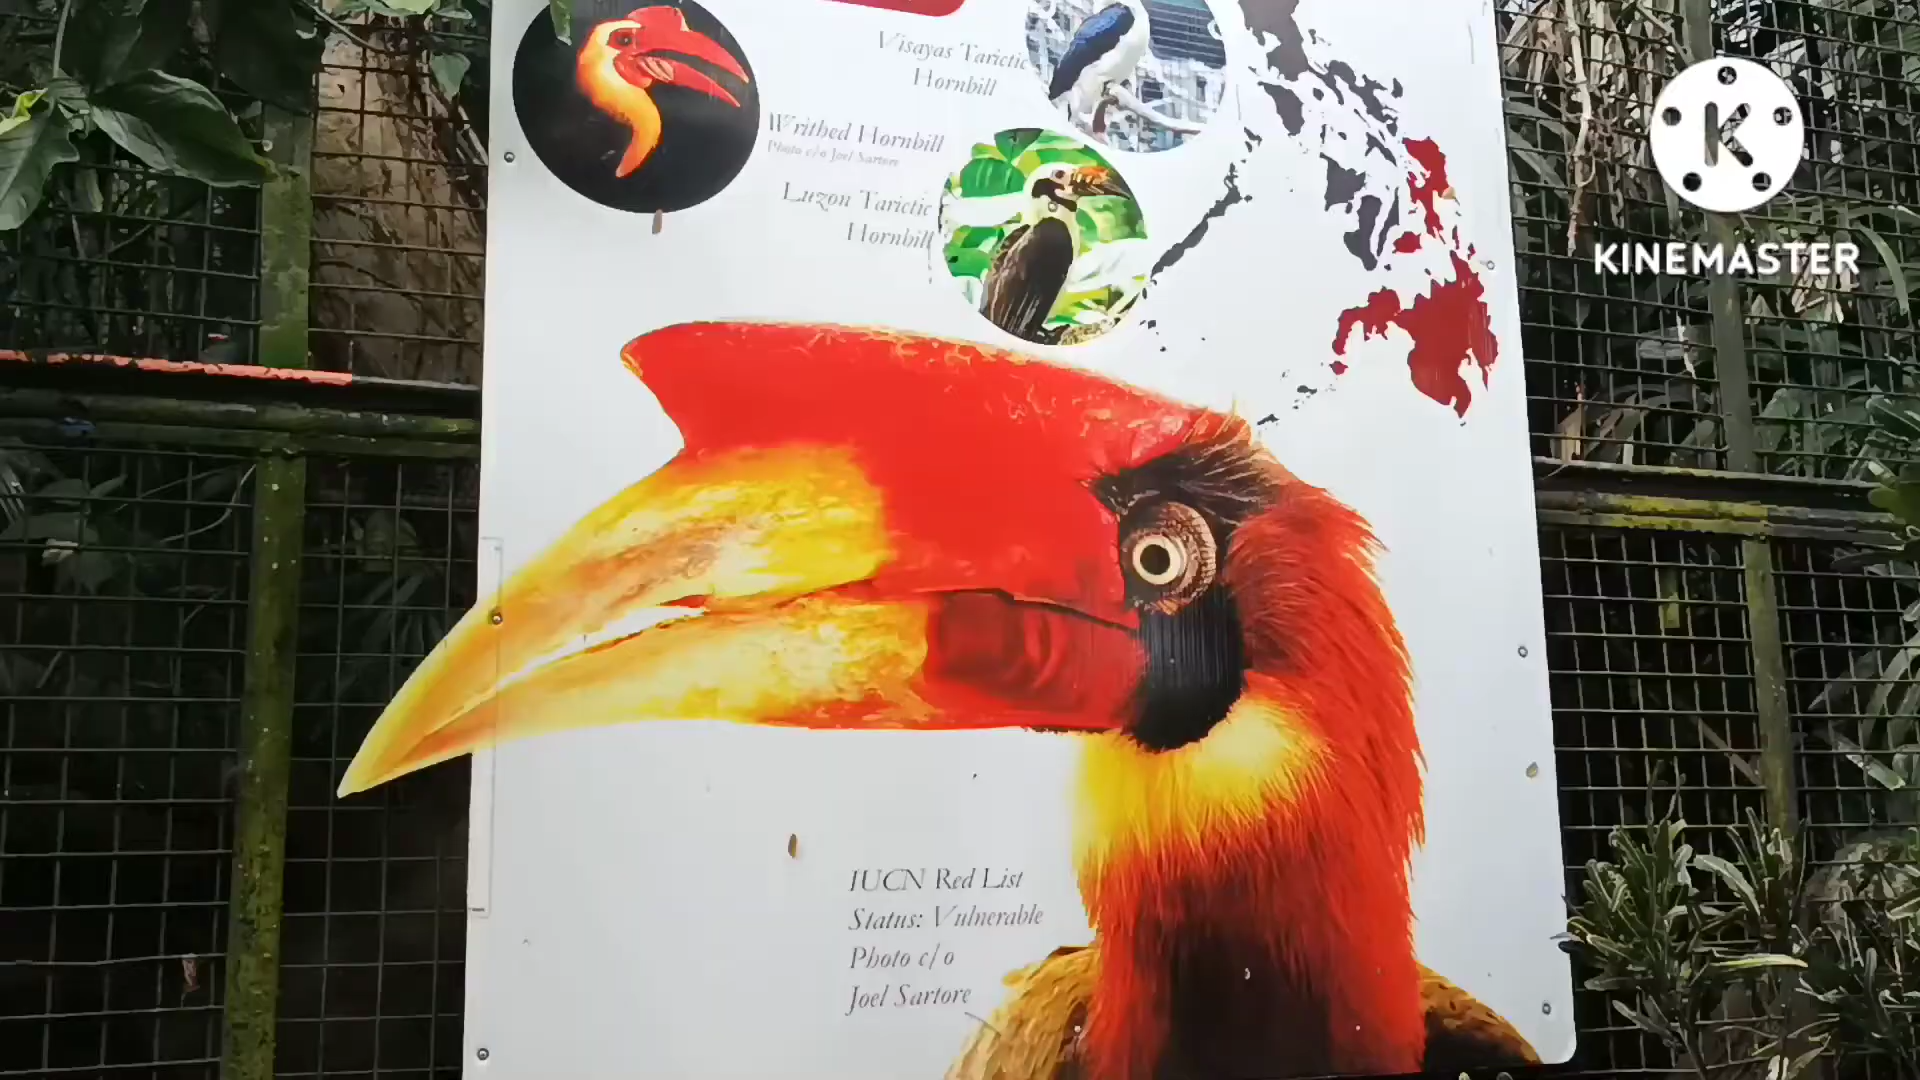 Visayas Tarictic
Hornbill
Writhed Hornbill
Photo c/o Joel Sartore
Luzon Tarictic
Hornbill
IUCN Red List
Status: Vulnerable
Photo c/o
Joel Sartore
K
KINEMASTER